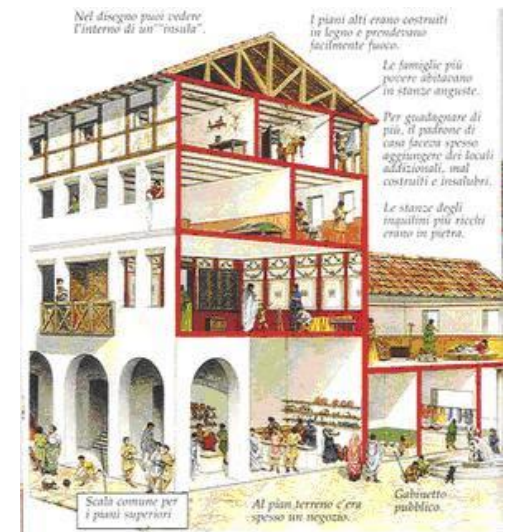 Nel disegno puoi vedere
l'interno di un'"insula".
I piani alti erano costruiti
in legno e prendevano
facilmente fuoco.
Le famiglie più
povere abitavano
in stanze anguste.
Per guadagnare di
più, il padrone di
casa faceva spesso
aggiungere dei locali
addizionali, mal
costruiti e insalubri.
Le stanze degli
inquilini più ricchi
erano in pietra.
Scala comune per
i piani superiori
Al pian terreno c'era
spesso un negozio.
Gabinetto
pubblico.